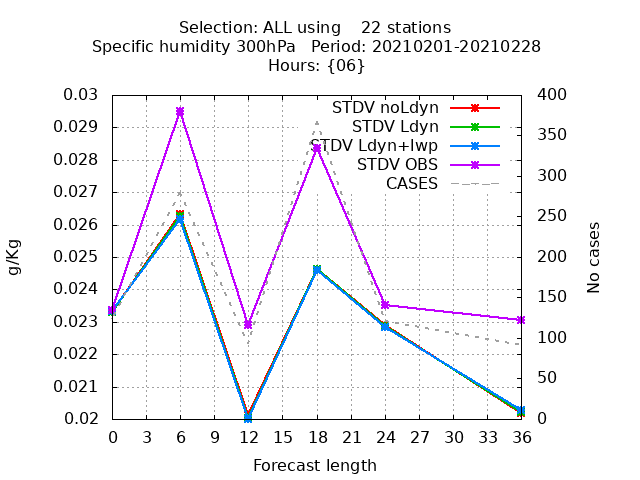 Selection: ALL using    22 stations
Specific humidity 300hPa   Period: 20210201-20210228
Hours: {06}
STDV noLdyn
STDV Ldyn
STDV Ldyn+lwp
STDV OBS
CASES
g/Kg
0.03
0.029
0.028
0.027
0.026
0.025
0.024
0.023
0.022
0.021
0.02
400
350
300
250
200
150
100
50
0
No cases
0 3 6 9 12 15 18 21 24 27 30 33 36
Forecast length